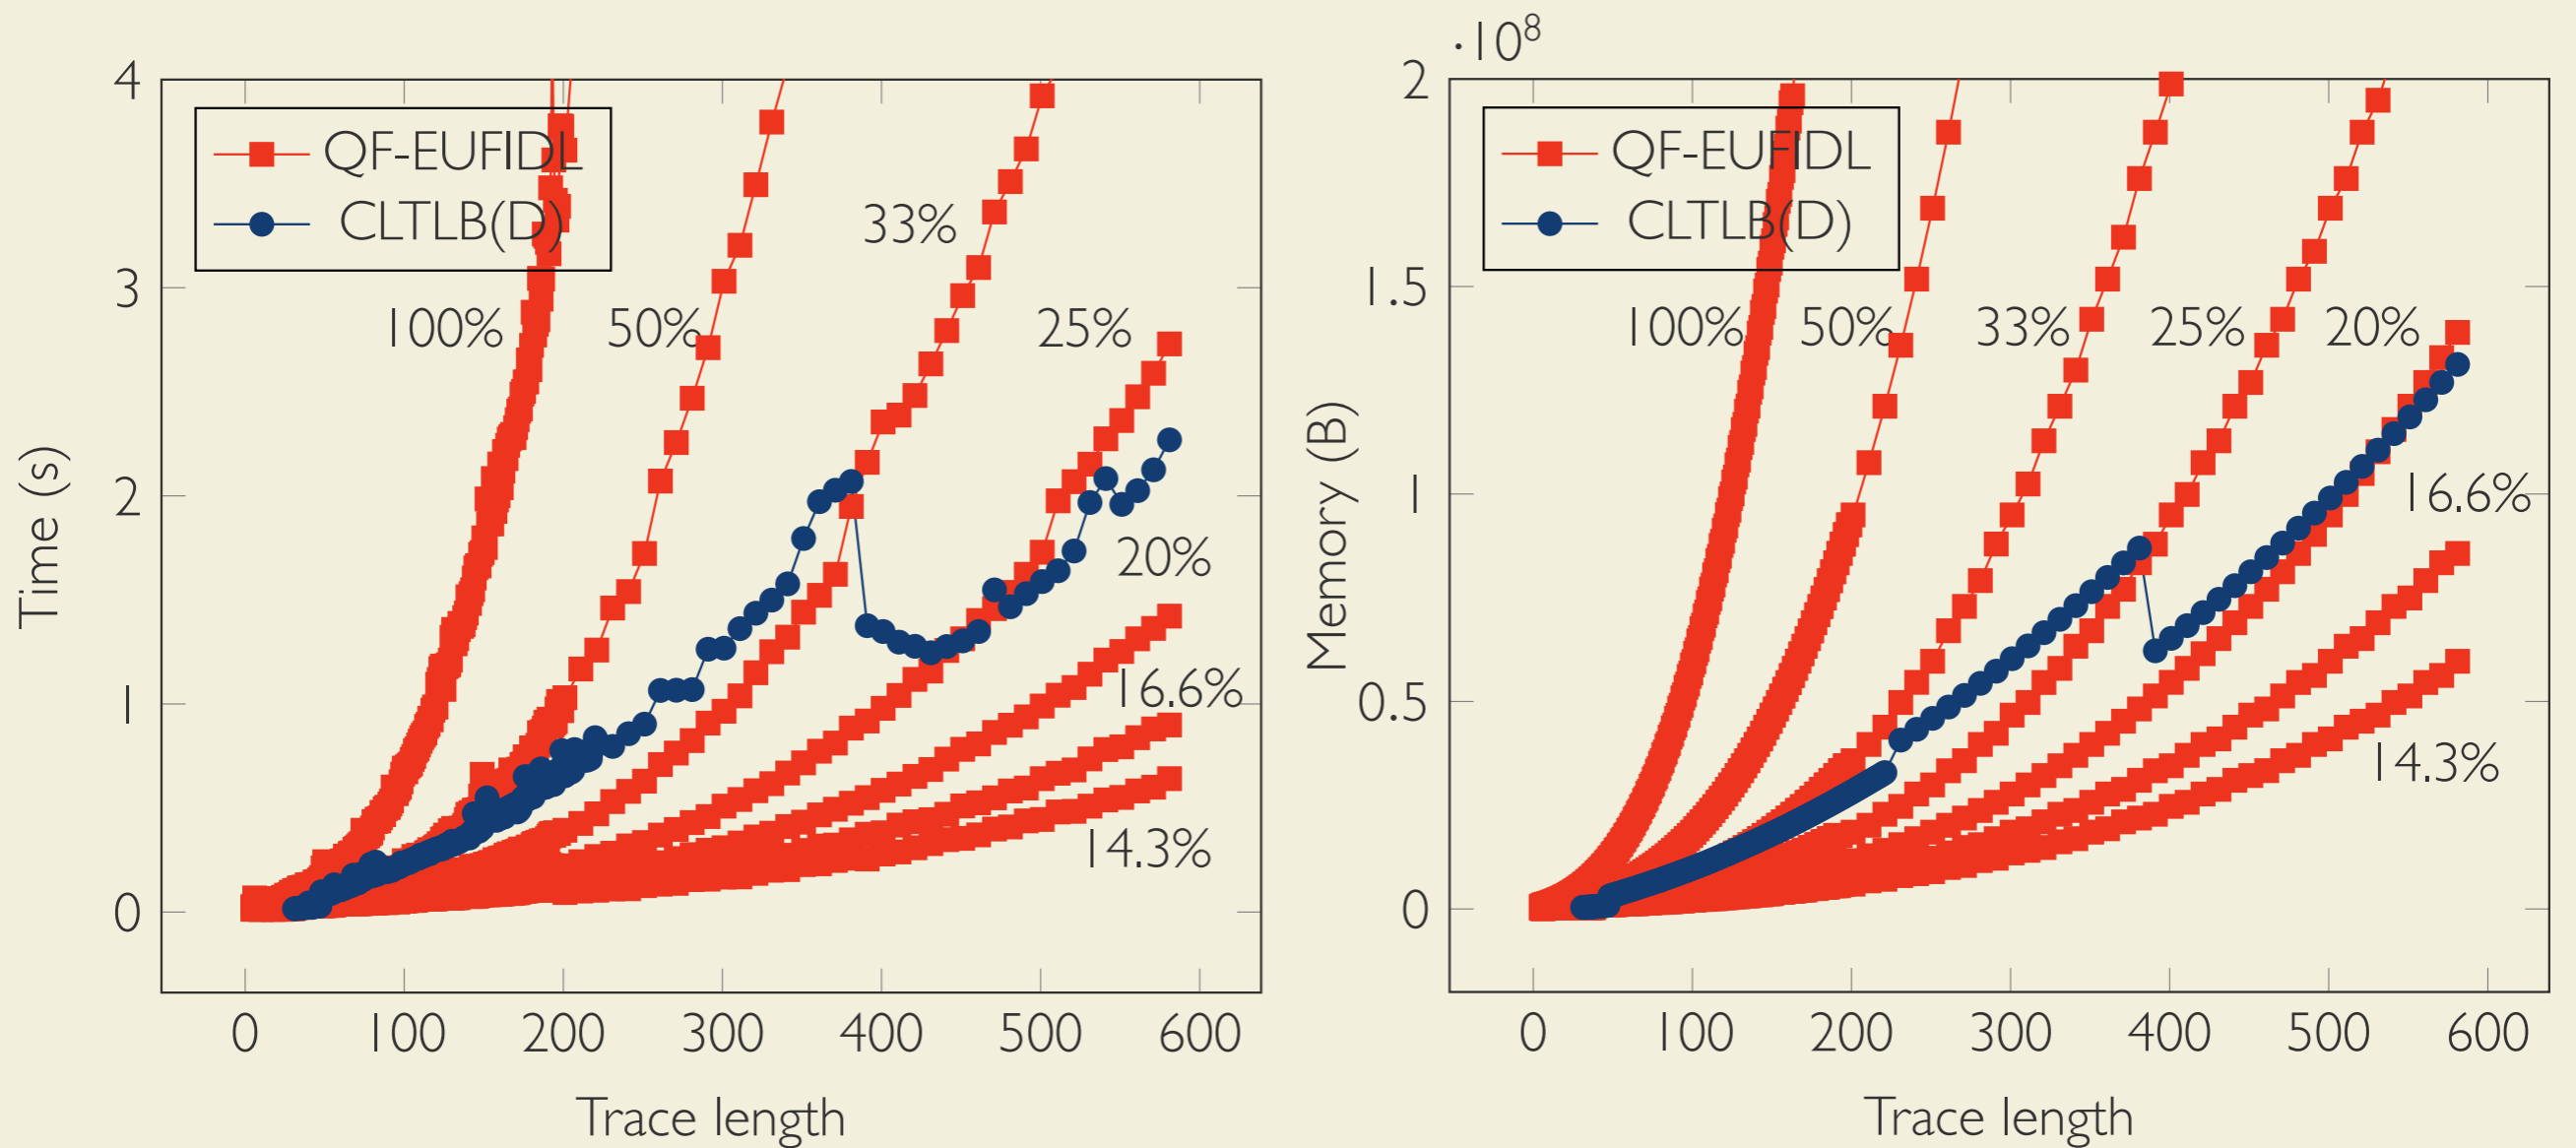 4
3
2
1
0
Time (s)
QF-EUFIDL
CLTLB(D)
100%
50%
33%
25%
20%
16.6%
14.3%
0 100 200 300 400 500 600
Trace length
·10⁸
2
1.5
1
0.5
0
Memory (B)
QF-EUFIDL
CLTLB(D)
100%
50%
33%
25%
20%
16.6%
14.3%
0 100 200 300 400 500 600
Trace length